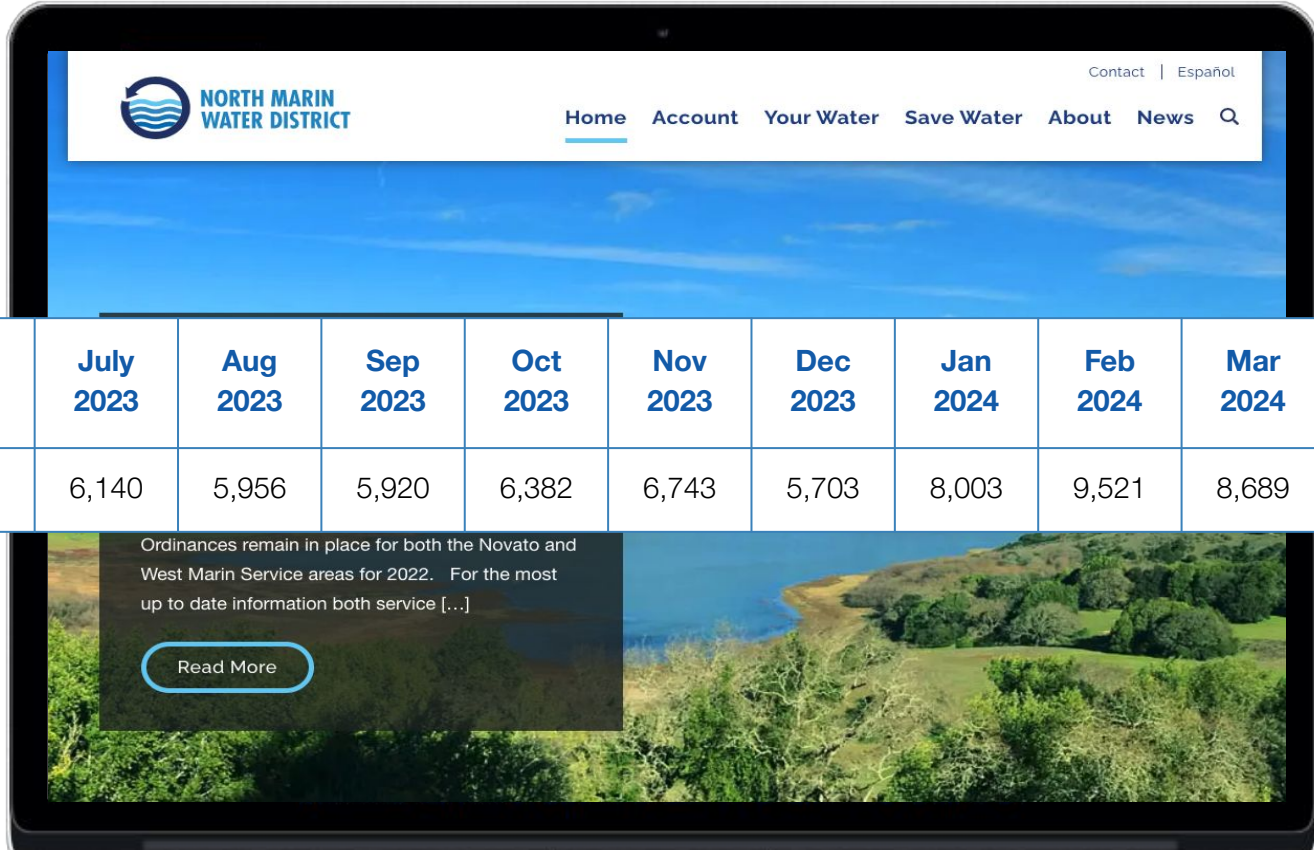 Contact | Español
NORTH MARIN
WATER DISTRICT
Home Account Your Water Save Water About News
July 2023 Aug 2023 Sep 2023 Oct 2023 Nov 2023 Dec 2023 Jan 2024 Feb 2024 Mar 2024
6,140 5,956 5,920 6,382 6,743 5,703 8,003 9,521 8,689
Ordinances remain in place for both the Novato and
West Marin Service areas for 2022. For the most
up to date information both service [...]
Read More